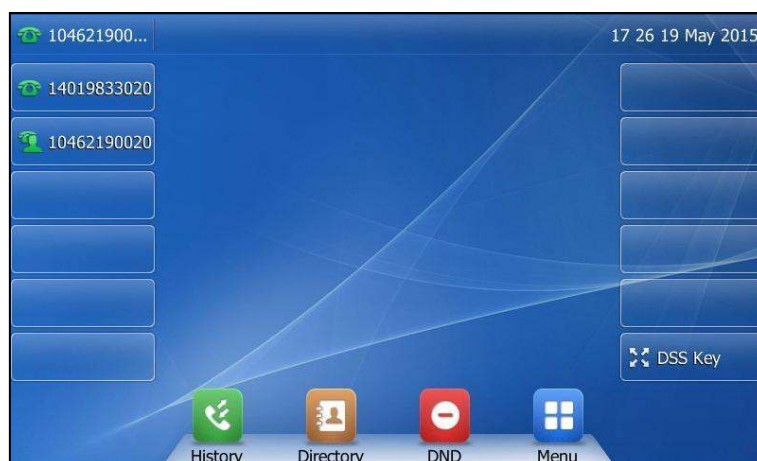 104621900...
17 26 19 May 2015
14019833020
10462190020
DSS Key
History
Directory
DND
Menu